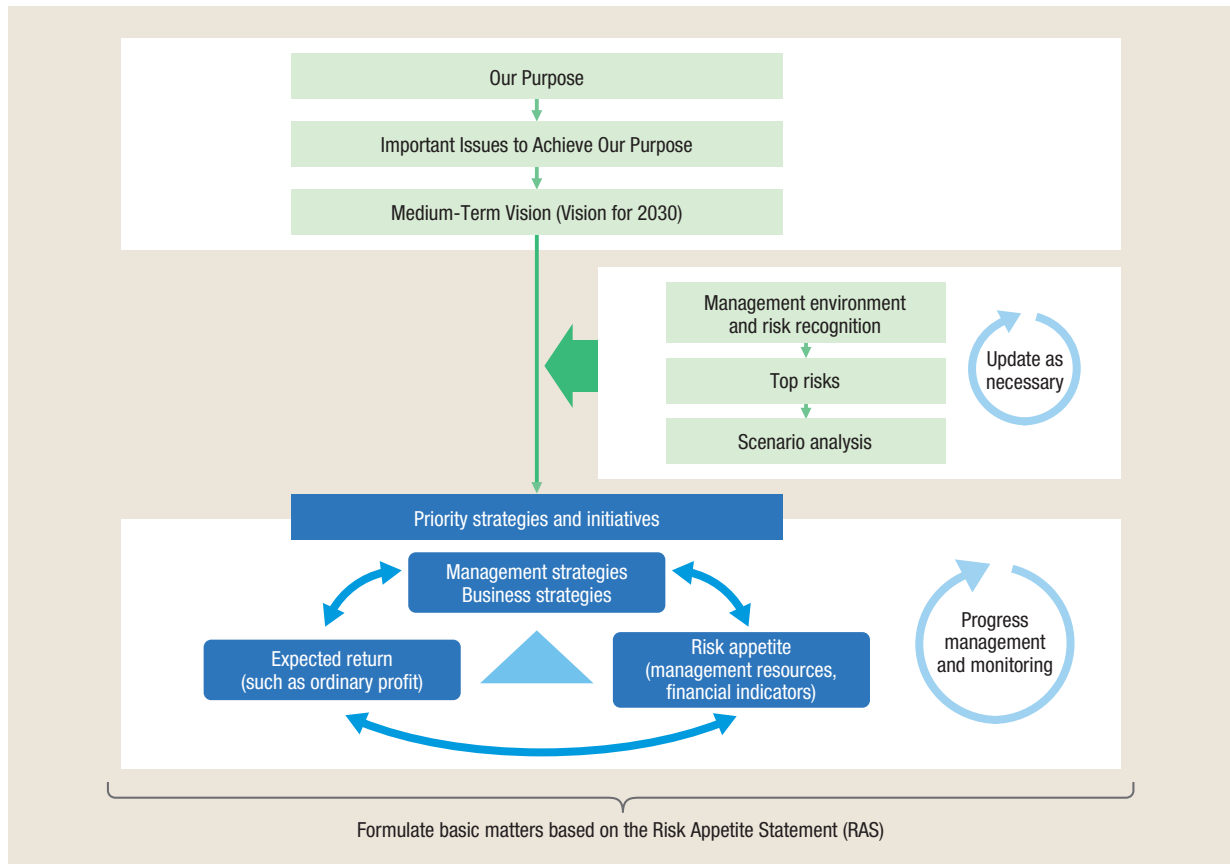 Our Purpose
Important Issues to Achieve Our Purpose
Medium-Term Vision (Vision for 2030)
Management environment
and risk recognition
Top risks
Scenario analysis
Update as
necessary
Priority strategies and initiatives
Management strategies
Business strategies
Expected return
(such as ordinary profit)
Risk appetite
(management resources,
financial indicators)
Progress
management
and monitoring
Formulate basic matters based on the Risk Appetite Statement (RAS)